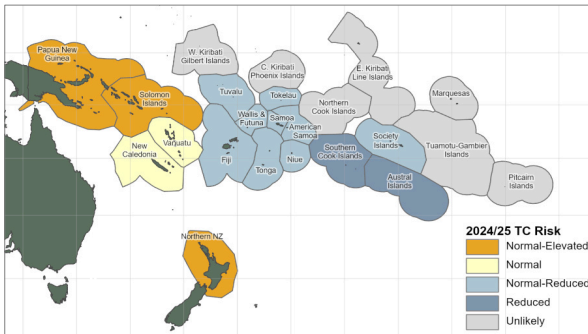 Papua New
Guinea
Solomon
Islands
W. Kiribati
Gilbert Islands
C. Kiribati
Phoenix Islands
E. Kiribati
Line Islands
Tuvalu
Tokelau
Wallis &
Futuna
Samoa
American
Samoa
Northern
Cook Islands
Marquesas
New
Caledonia
Vanuatu
Fiji
Tonga
Niue
Southern
Cook Islands
Society
Islands
Tuamotu-Gambier
Islands
Austral
Islands
Pitcairn
Islands
Northern NZ
2024/25 TC Risk
Normal-Elevated
Normal
Normal-Reduced
Reduced
Unlikely